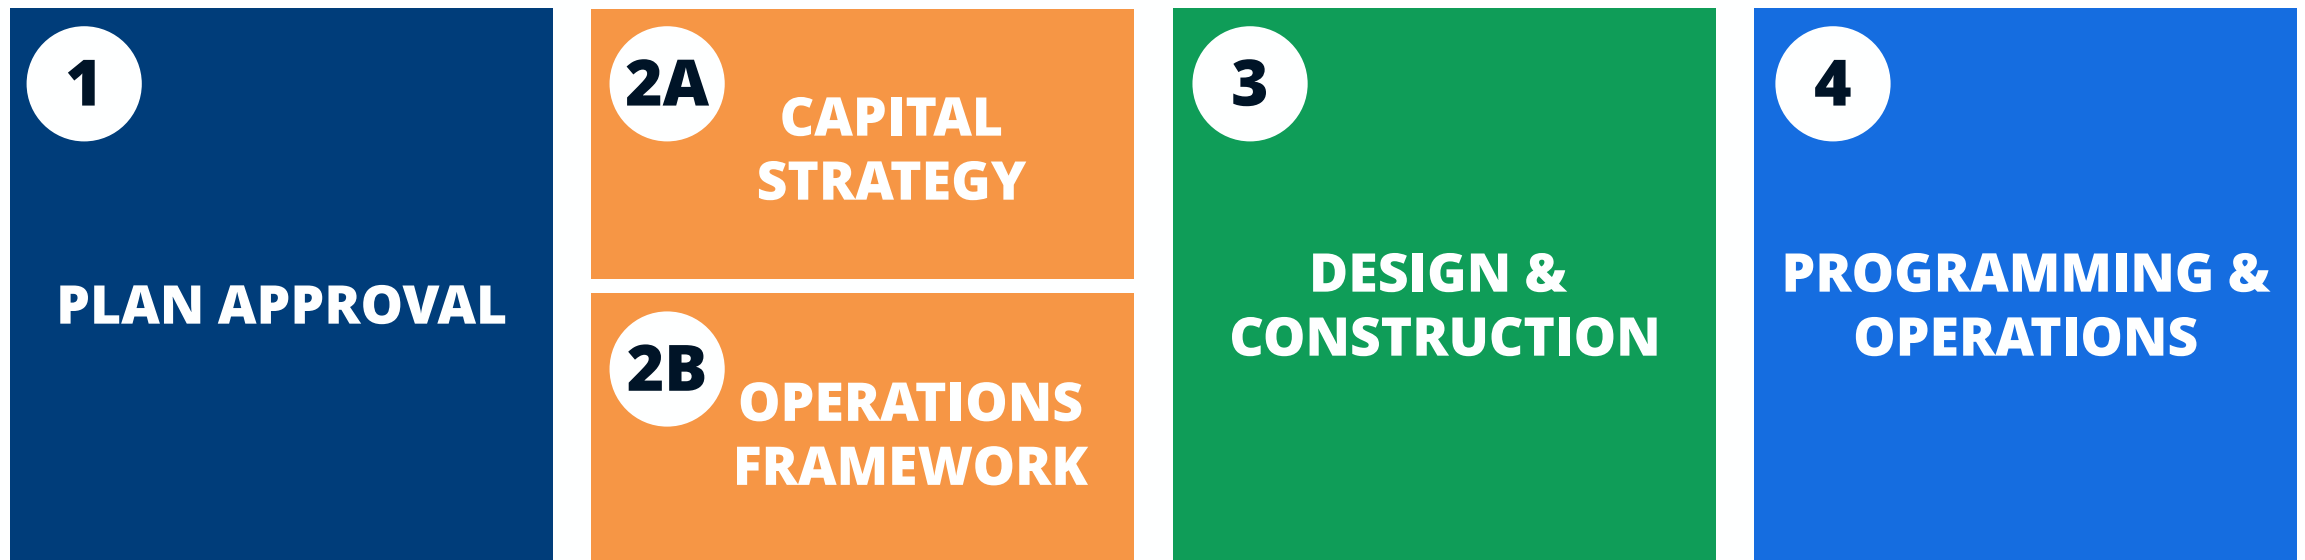 1
PLAN APPROVAL
2A
CAPITAL
STRATEGY
2B
OPERATIONS
FRAMEWORK
3
DESIGN &
CONSTRUCTION
4
PROGRAMMING &
OPERATIONS